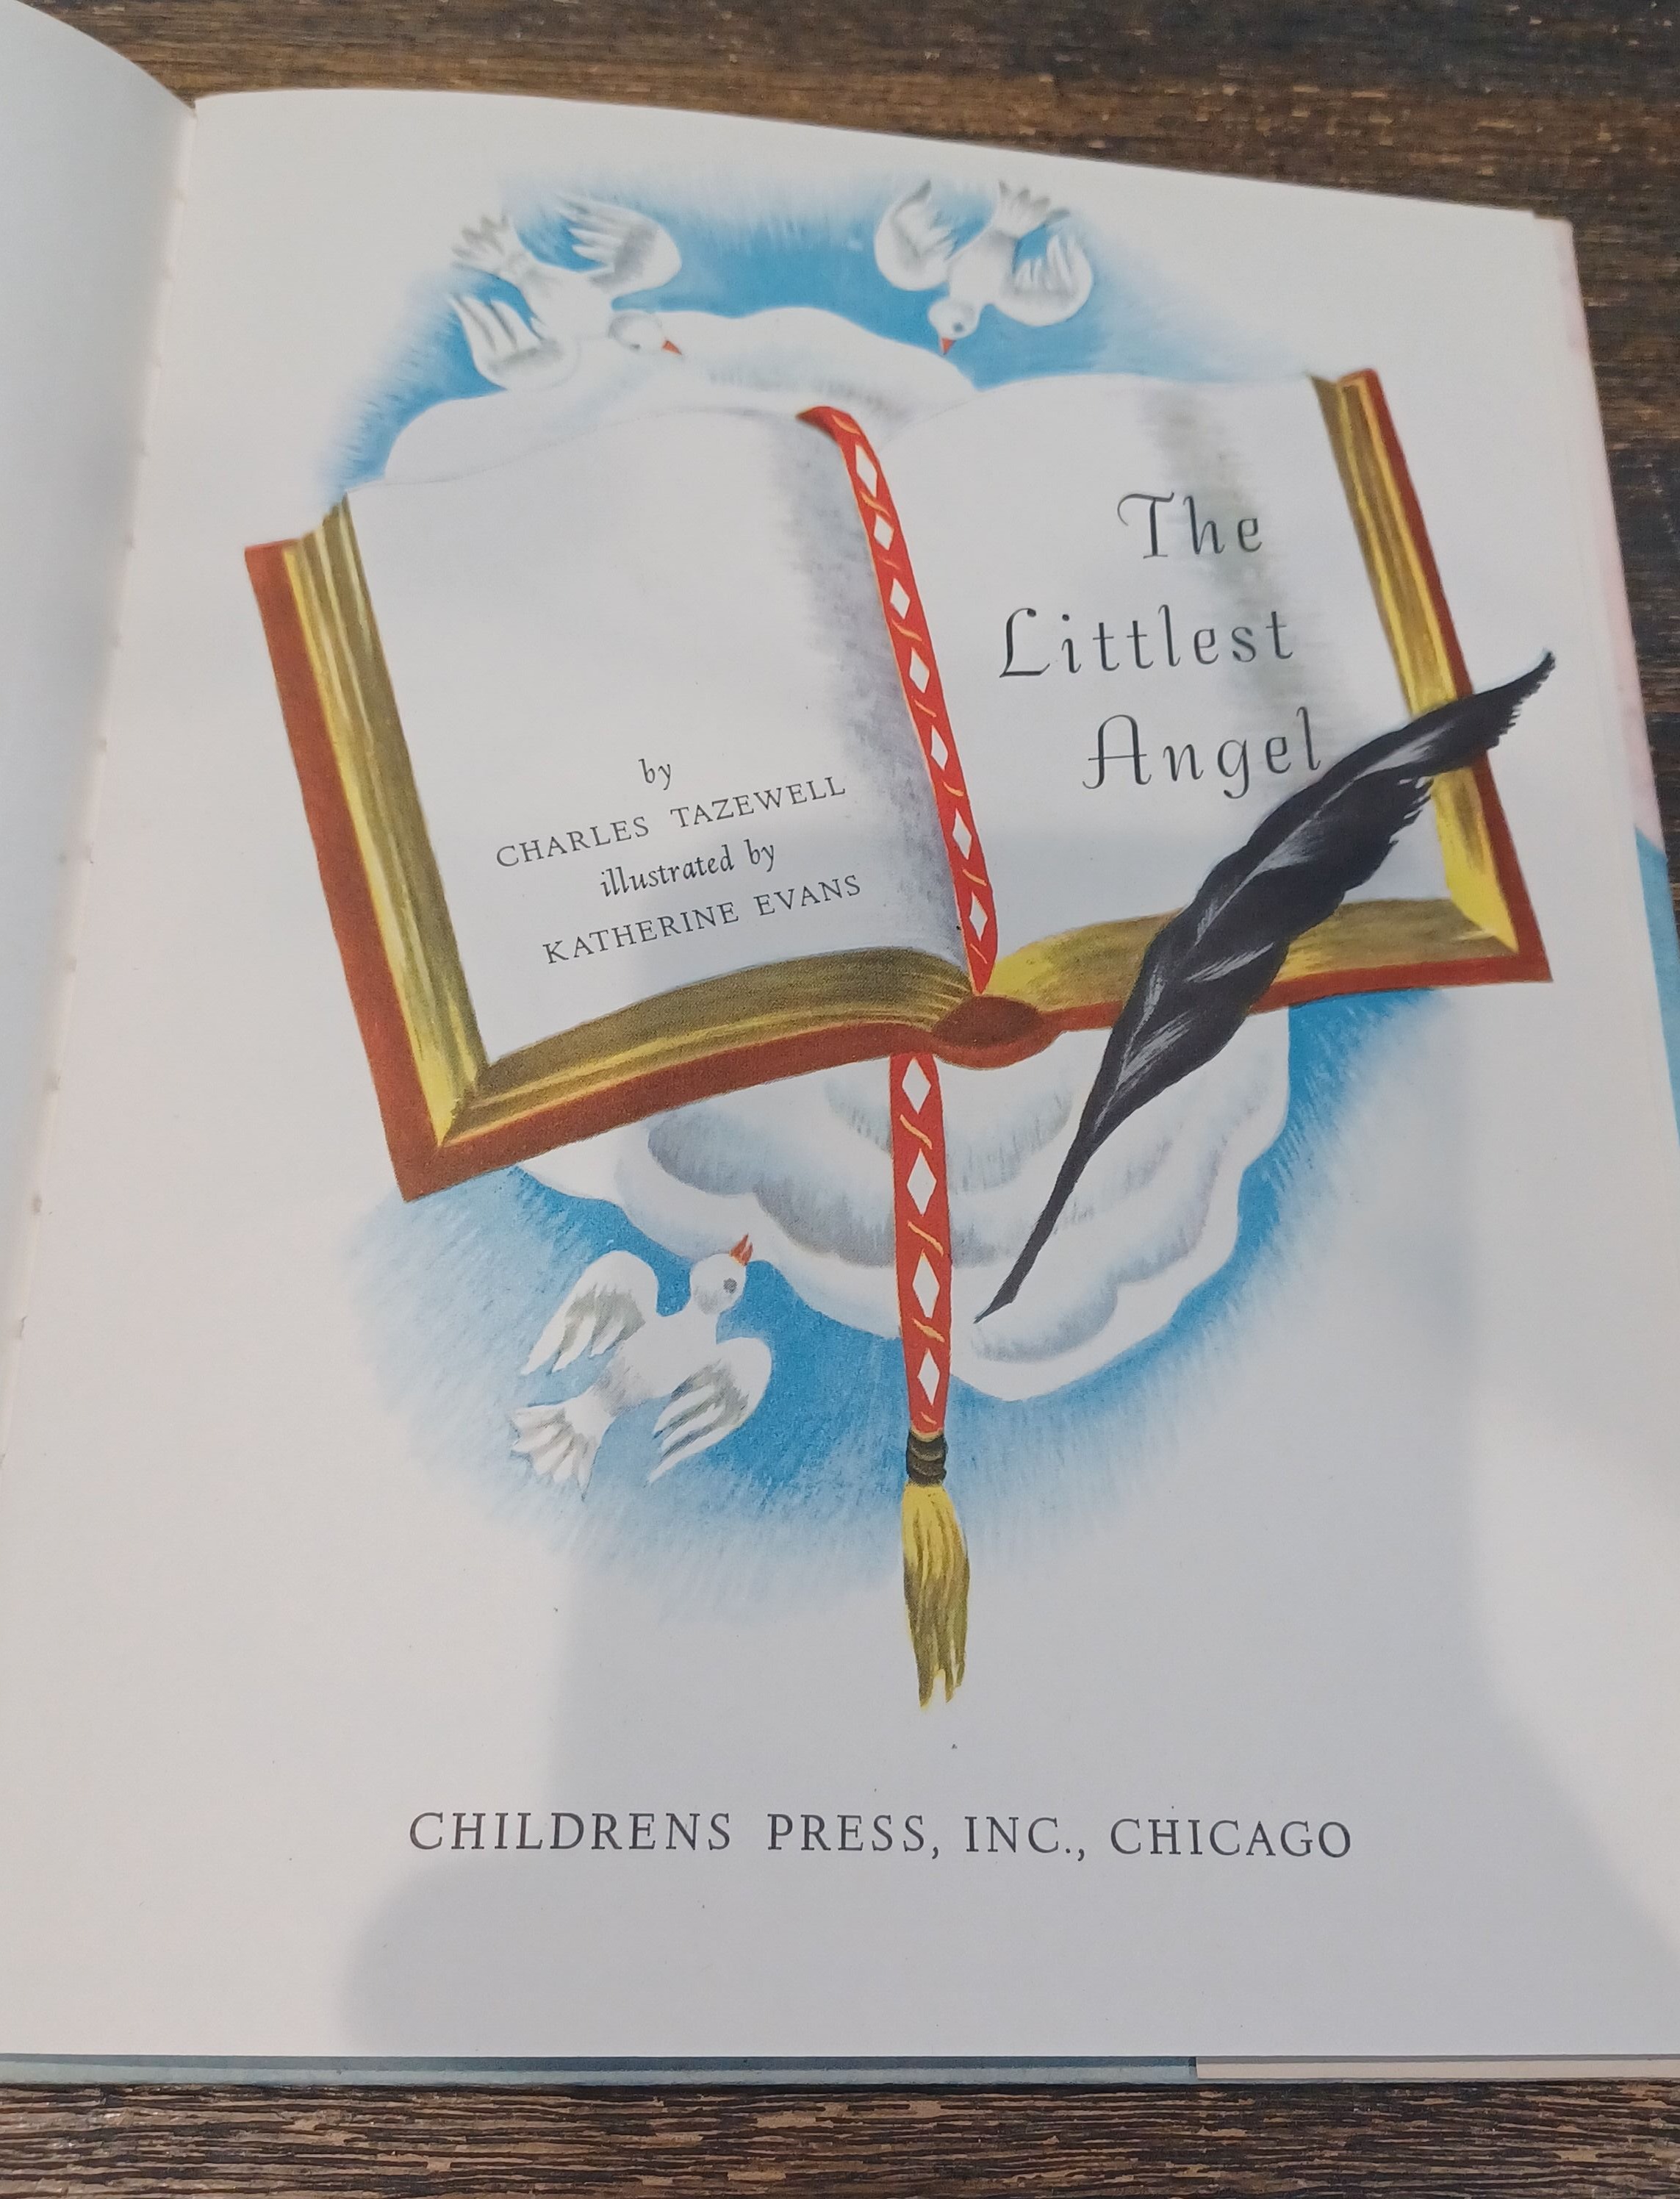 by
CHARLES TAZEWELL
illustrated by
KATHERINE EVANS
The
Littlest
Angel
CHILDRENS PRESS, INC., CHICAGO